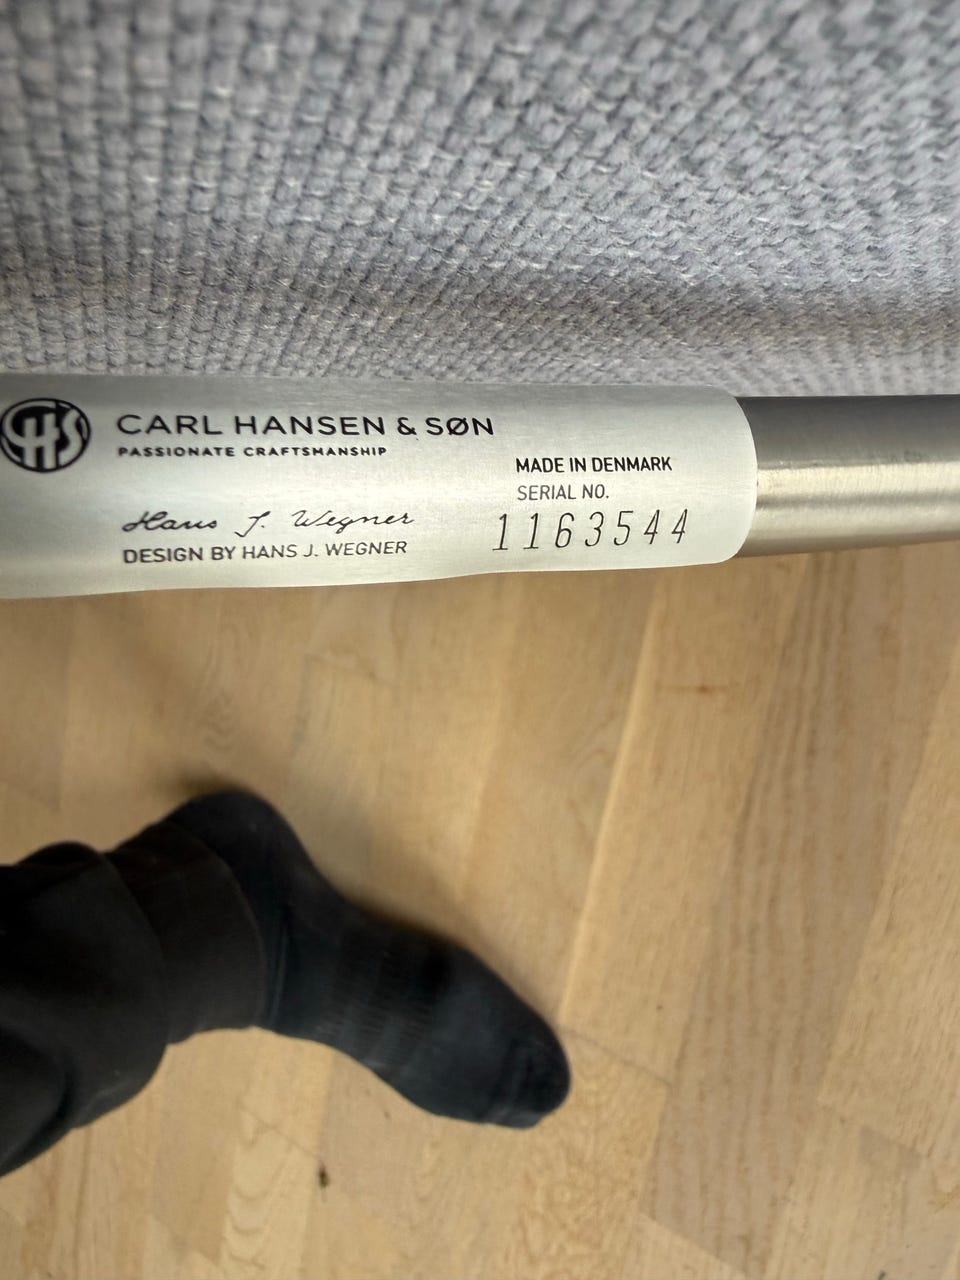 CHS
CARL HANSEN & SØN
PASSIONATE CRAFTSMANSHIP
Hans J. Wegner
DESIGN BY HANS J. WEGNER
MADE IN DENMARK
SERIAL NO.
1163544